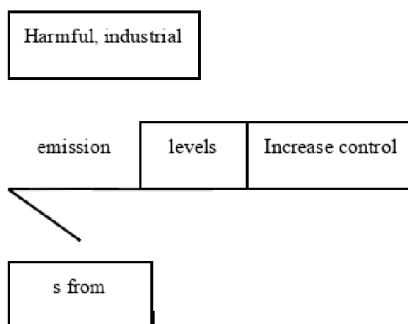 Harmful, industrial
emission levels Increase control
s from